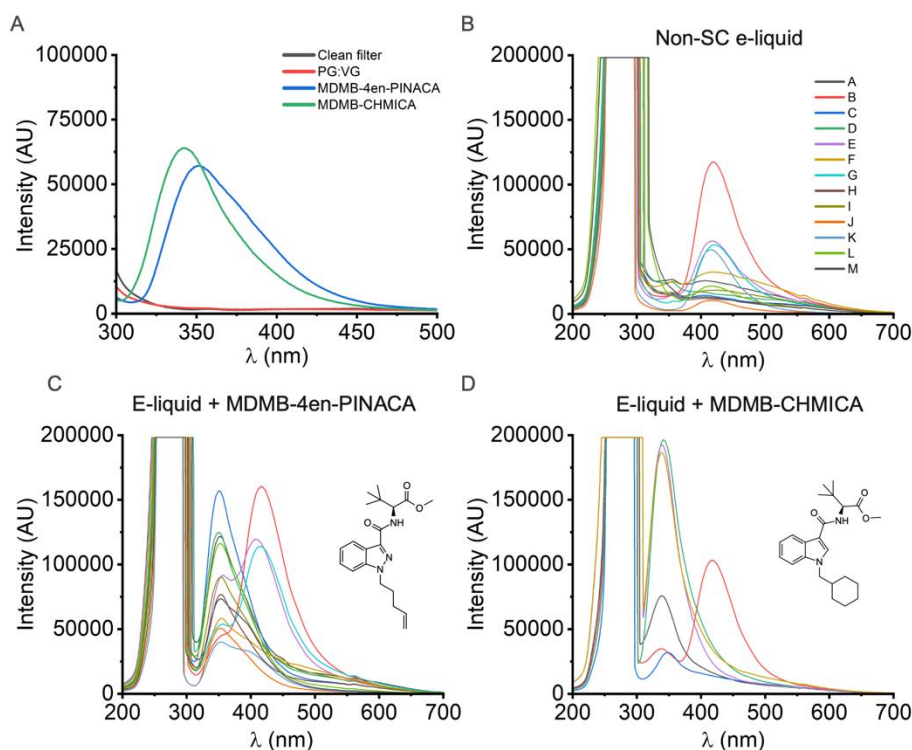 A
Intensity (AU)
100000
75000
50000
25000
0
300 350 400 450 500
λ (nm)
Clean filter
PG:VG
MDMB-4en-PINACA
MDMB-CHMICA
B
Non-SC e-liquid
Intensity (AU)
200000
150000
100000
50000
0
200 300 400 500 600 700
λ (nm)
A
B
C
D
E
F
G
H
I
J
K
L
M
C
E-liquid + MDMB-4en-PINACA
Intensity (AU)
200000
150000
100000
50000
0
200 300 400 500 600 700
λ (nm)
O
O
NH
O
N
N
D
E-liquid + MDMB-CHMICA
Intensity (AU)
200000
150000
100000
50000
0
200 300 400 500 600 700
λ (nm)
O
O
NH
O
N